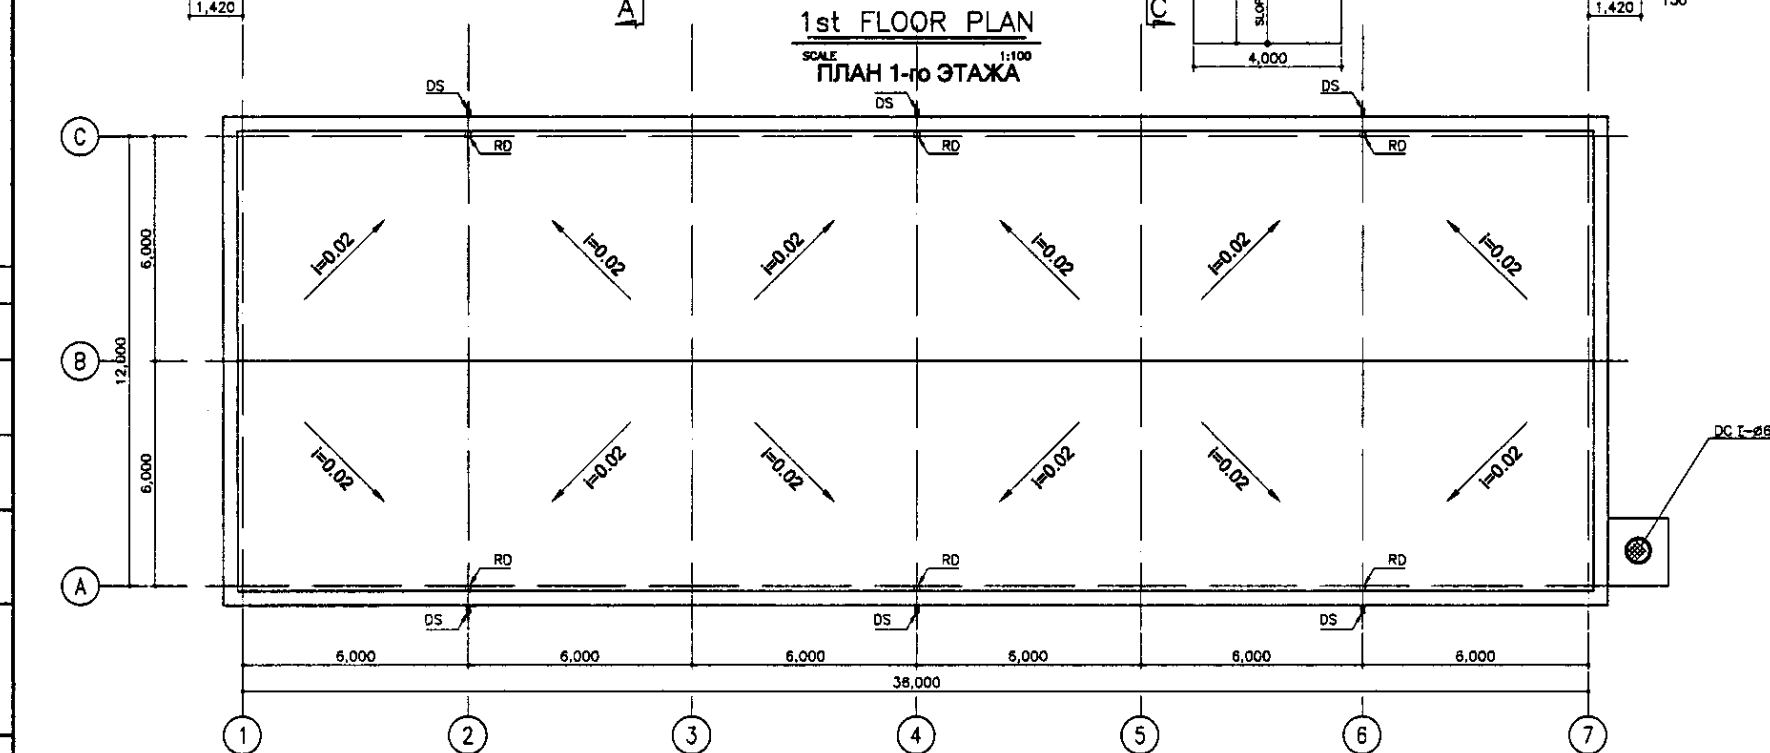 1,420
A
1st FLOOR PLAN
C
SLOP
1,420
150
SCALE 1:100
4,000
ПЛАН 1-го ЭТАЖА
DS DS DS
C
RD RD RD
6,000
i=0.02 i=0.02 i=0.02 i=0.02 i=0.02 i=0.02
B
12,000
DC I-Ø6
6,000
i=0.02 i=0.02 i=0.02 i=0.02 i=0.02 i=0.02
RD RD RD
A
DS DS DS
6,000 6,000 6,000 6,000 6,000 6,000
36,000
1 2 3 4 5 6 7